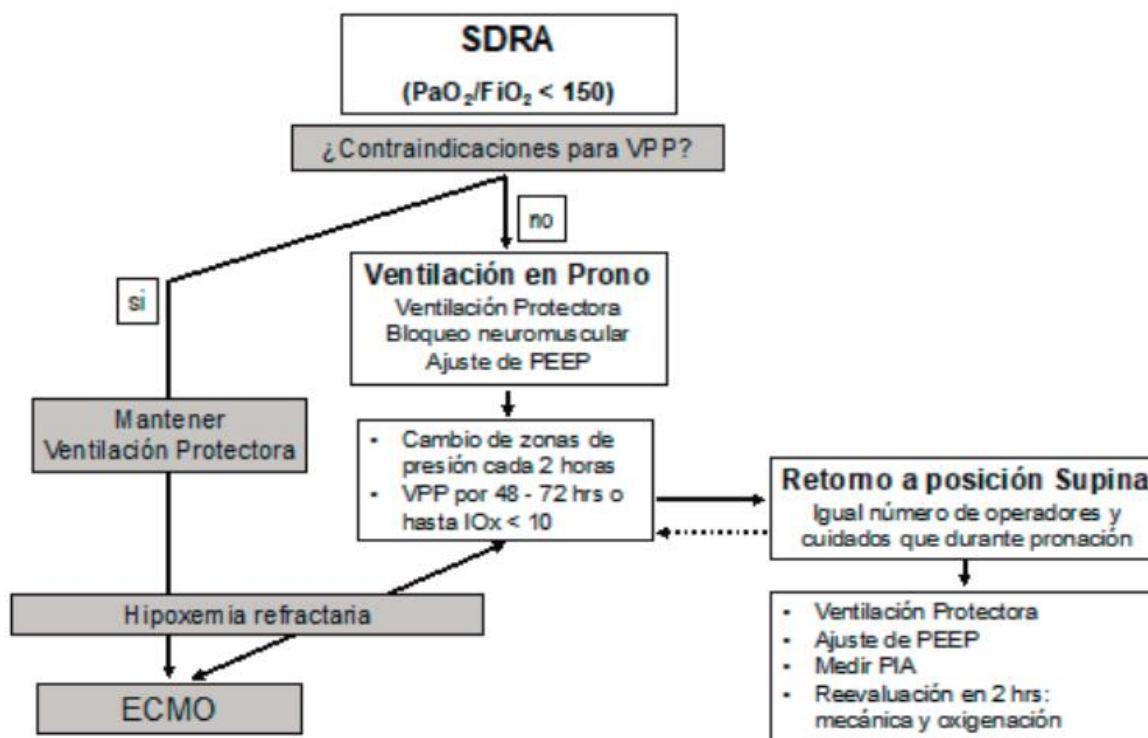 SDRA
(PaO₂/FiO₂ < 150)
¿Contraindicaciones para VPP?
no
si
Ventilación en Prono
Ventilación Protectora
Bloqueo neuromuscular
Ajuste de PEEP
Mantener
Ventilación Protectora
• Cambio de zonas de
presión cada 2 horas
• VPP por 48 - 72 hrs o
hasta IOx < 10
Retorno a posición Supina
Igual número de operadores y
cuidados que durante pronación
Hipoxemia refractaria
ECMO
• Ventilación Protectora
• Ajuste de PEEP
• Medir PIA
• Reevaluación en 2 hrs:
mecánica y oxigenación